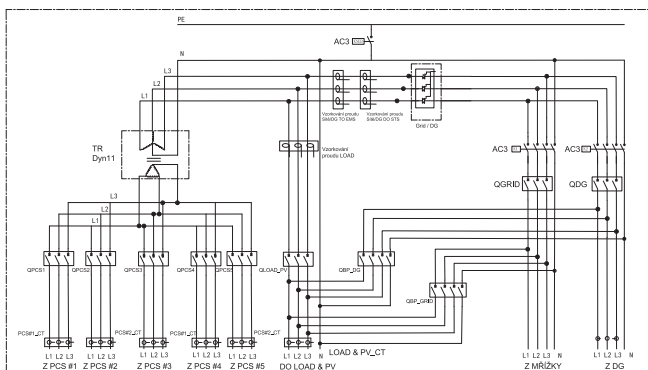 PE
AC3
N
L3
L2
L1
Vzorkování proudu
S46/DG TO EMS
Vzorkování proudu
S46/DG DO STS
Grid / DG
TR
Dyn11
Vzorkování
proudu LOAD
AC3
AC3
QGRID
QDG
L3
L2
L1
QPCS1
QPCS2
QPCS3
QPCS4
QPCS5
QLOAD_PV
QBP_DG
QBP_GRID
PCS#1_CT
PCS#2_CT
PCS#1_CT
PCS#2_CT
LOAD & PV_CT
L1 L2 L3
L1 L2 L3
L1 L2 L3
L1 L2 L3
L1 L2 L3
L1 L2 L3 N
L1 L2 L3 N
L1 L2 L3 N
Z PCS #1
Z PCS #2
Z PCS #3
Z PCS #4
Z PCS #5
DO LOAD & PV
Z MŘÍŽKY
Z DG